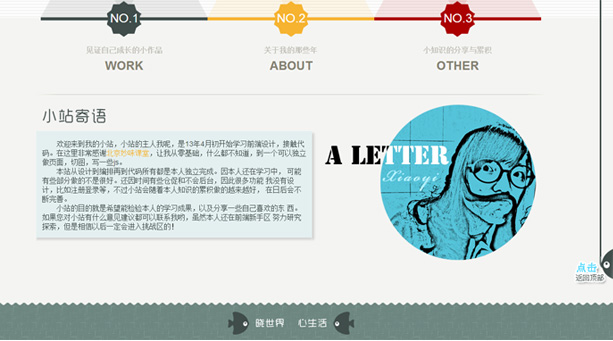 NO.1
NO.2
NO.3
见证自己成长的小作品
关于我的那些年
小知识的分享与累积
WORK
ABOUT
OTHER
小站寄语
欢迎来到我的小站，小站的主人我呢，是13年4月初开始学习前端设计，接触代
码。在这里非常感谢北京妙味课堂，让我从零基础，什么都不知道，到一个可以独立
像页面，切图，写一些js。
本站从设计到编排再到代码所有都是本人独立完成。因本人还在学习中，可能
有些部分像的不是很好。还因时间有些仓促和不会后台，因此很多功能 我没有设
计，比如注册登录等，不过小站会随着本人知识的累积像的越来越好，在日后会不
断完善。
小站的目的就是希望能检验本人的学习成果，以及分享一些自己喜欢的东 西。
如果您对小站有什么意见建议都可以联系我哟，虽然本人还在前端新手区 努力研究
探索，但是相信以后一定会进入挑战区的！
A LETTER
Xiaoyi
点击,
返回顶部
晓世界 心生活